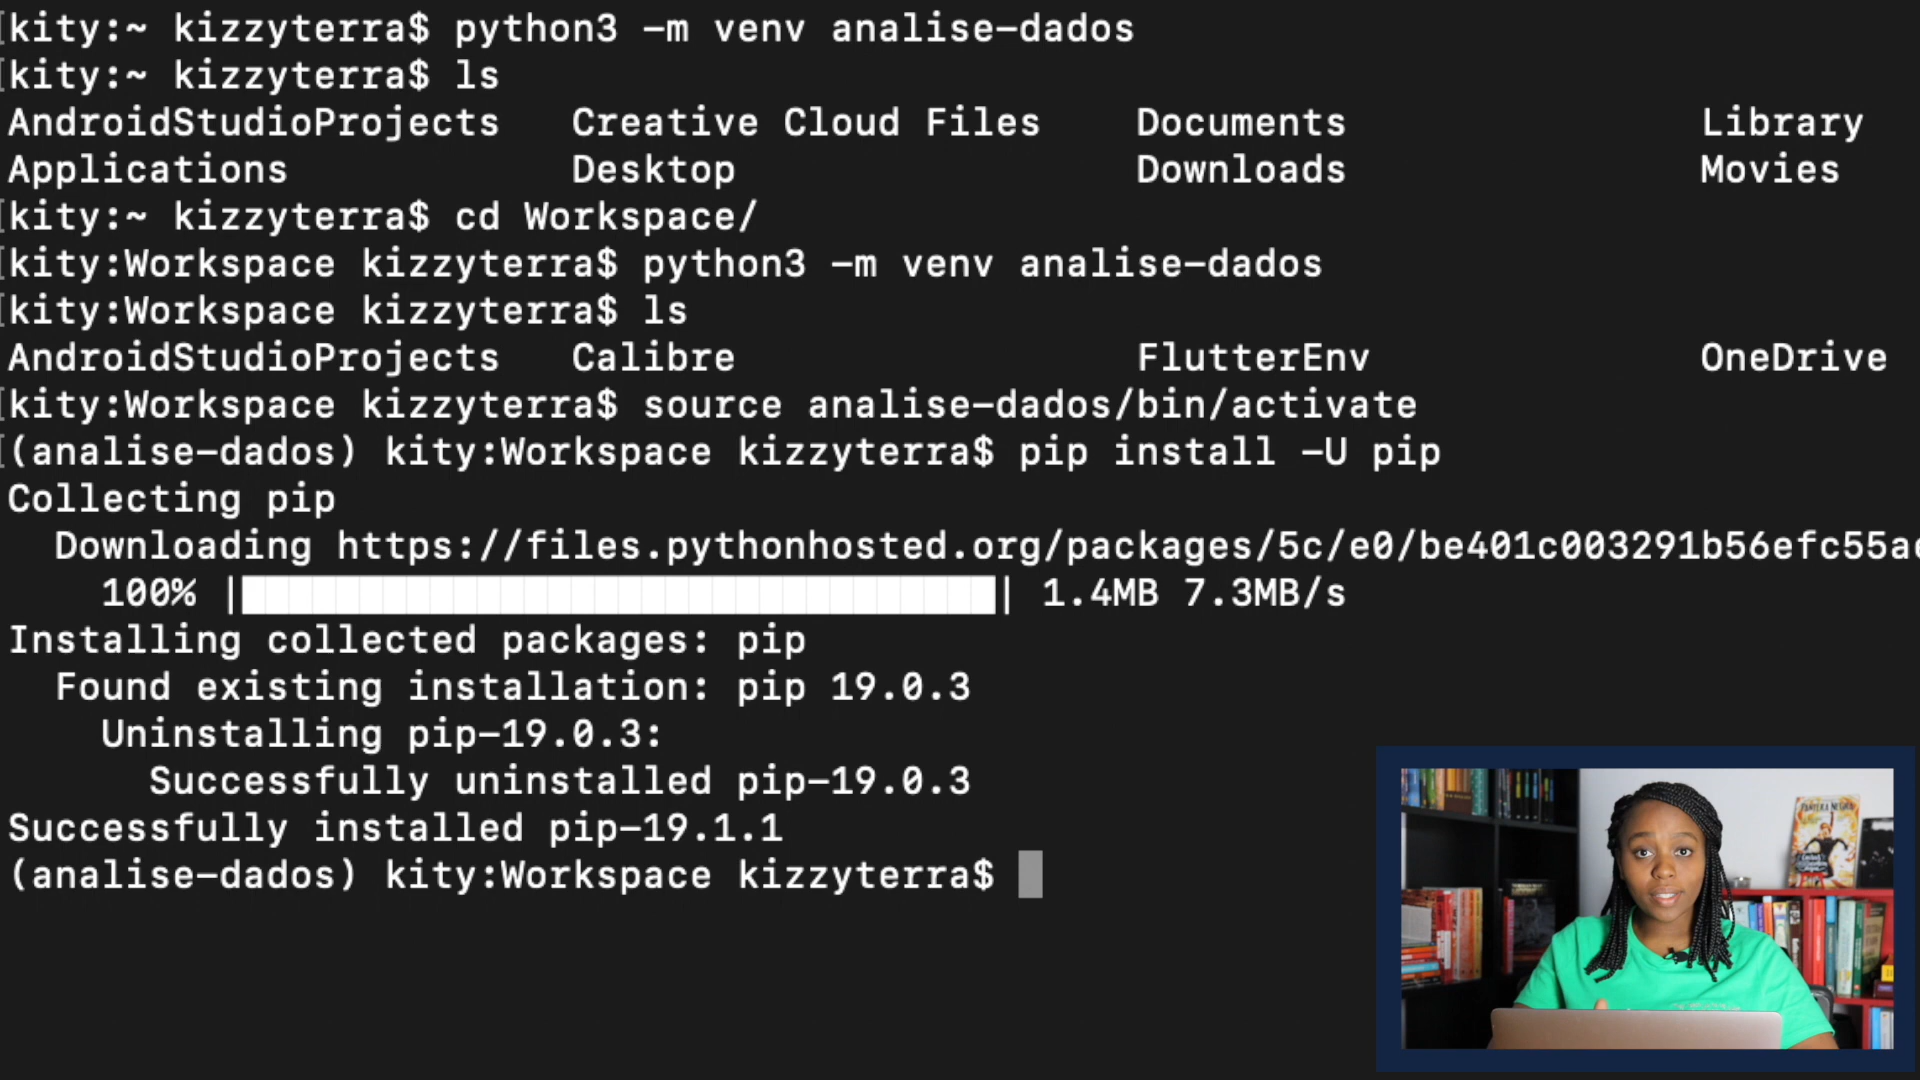 [kity:~ kizzyterra$ python3 -m venv analise-dados
[kity:~ kizzyterra$ ls
AndroidStudioProjects Creative Cloud Files Documents Library
Applications Desktop Downloads Movies
[kity:~ kizzyterra$ cd Workspace/
[kity:Workspace kizzyterra$ python3 -m venv analise-dados
[kity:Workspace kizzyterra$ ls
AndroidStudioProjects Calibre FlutterEnv OneDrive
[kity:Workspace kizzyterra$ source analise-dados/bin/activate
[(analise-dados) kity:Workspace kizzyterra$ pip install -U pip
Collecting pip
Downloading https://files.pythonhosted.org/packages/5c/e0/be401c003291b56efc55ae
100% | | 1.4MB 7.3MB/s
Installing collected packages: pip
Found existing installation: pip 19.0.3
Uninstalling pip-19.0.3:
Successfully uninstalled pip-19.0.3
Successfully installed pip-19.1.1
(analise-dados) kity:Workspace kizzyterra$
PANTERA NEGRA